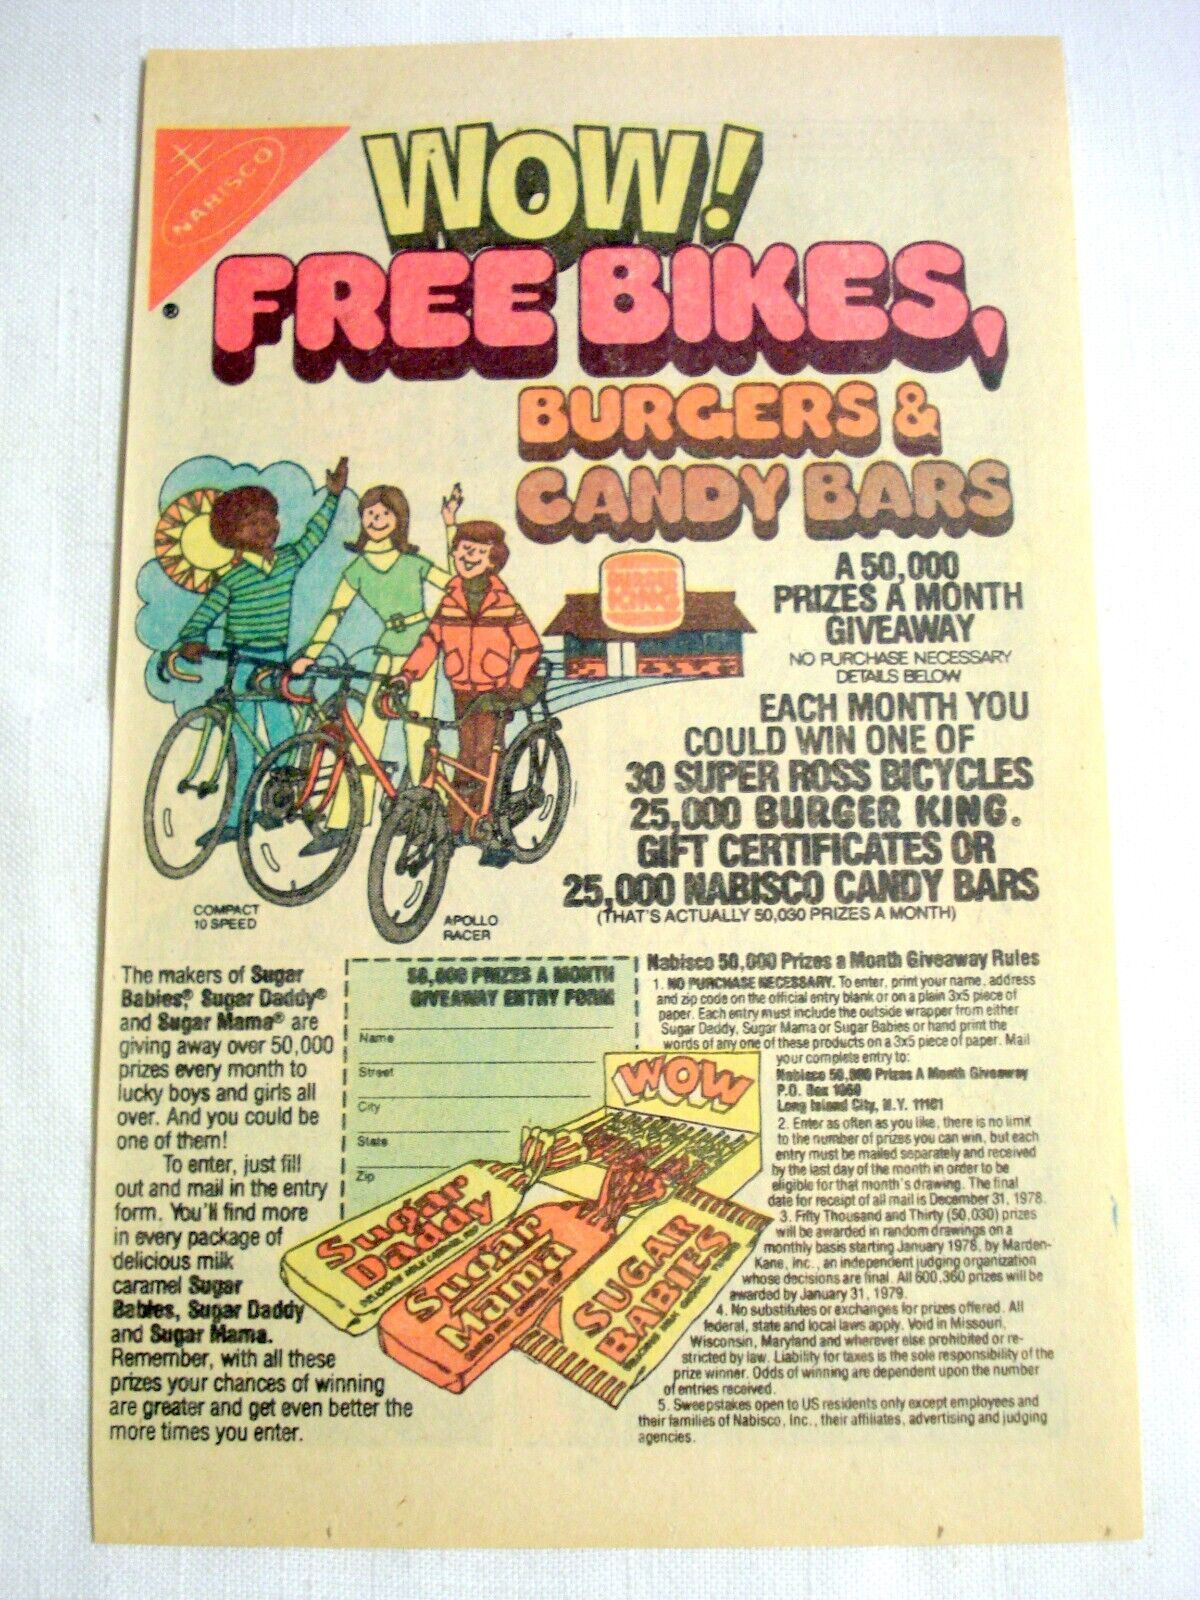 NABISCO
®
WOW!
FREE BIKES,
BURGERS &
CANDY BARS
BURGER
KING
A 50,000
PRIZES A MONTH
GIVEAWAY
NO PURCHASE NECESSARY
DETAILS BELOW
EACH MONTH YOU
COULD WIN ONE OF
30 SUPER ROSS BICYCLES
25,000 BURGER KING®
GIFT CERTIFICATES OR
25,000 NABISCO CANDY BARS
(THAT'S ACTUALLY 50,030 PRIZES A MONTH)
COMPACT
10 SPEED
APOLLO
RACER
The makers of Sugar
Babies,® Sugar Daddy®
and Sugar Mama® are
giving away over 50,000
prizes every month to
lucky boys and girls all
over. And you could be
one of them!
To enter, just fill
out and mail in the entry
form. You'll find more
in every package of
delicious milk
caramel Sugar
Babies, Sugar Daddy
and Sugar Mama.
Remember, with all these
prizes your chances of winning
are greater and get even better the
more times you enter.
50,000 PRIZES A MONTH
GIVEAWAY ENTRY FORM
Name
Street
City
State
Zip
WOW
Sugar
Daddy
Sugar
Mama
SUGAR
BABIES
Nabisco 50,000 Prizes a Month Giveaway Rules
1. NO PURCHASE NECESSARY. To enter, print your name, address
and zip code on the official entry blank or on a plain 3x5 piece of
paper. Each entry must include the outside wrapper from either
Sugar Daddy, Sugar Mama or Sugar Babies or hand print the
words of any one of these products on a 3x5 piece of paper. Mail
your complete entry to:
Nabisco 50,000 Prizes A Month Giveaway
P.O. Box 1060
Long Island City, N.Y. 11101
2. Enter as often as you like, there is no limit
to the number of prizes you can win, but each
entry must be mailed separately and received
by the last day of the month in order to be
eligible for that month's drawing. The final
date for receipt of all mail is December 31, 1978.
3. Fifty Thousand and Thirty (50,030) prizes
will be awarded in random drawings on a
monthly basis starting January 1978, by Marden-
Kane, Inc., an independent judging organization
whose decisions are final. All 600,360 prizes will be
awarded by January 31, 1979.
4. No substitutes or exchanges for prizes offered. All
federal, state and local laws apply. Void in Missouri,
Wisconsin, Maryland and wherever else prohibited or re-
stricted by law. Liability for taxes is the sole responsibility of the
prize winner. Odds of winning are dependent upon the number
of entries received.
5. Sweepstakes open to US residents only except employees and
their families of Nabisco, Inc., their affiliates, advertising and judging
agencies.